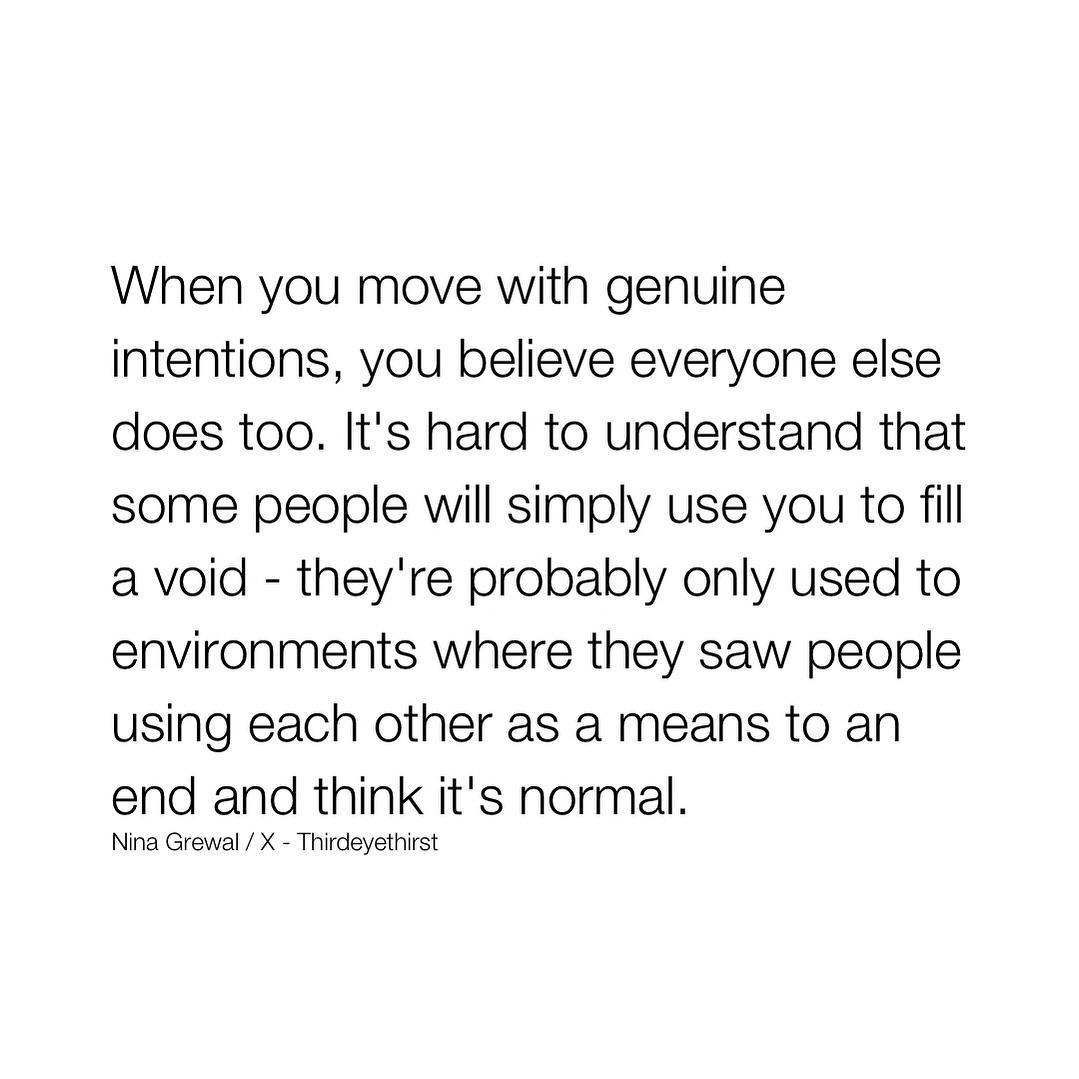 When you move with genuine
intentions, you believe everyone else
does too. It's hard to understand that
some people will simply use you to fill
a void - they're probably only used to
environments where they saw people
using each other as a means to an
end and think it's normal.
Nina Grewal / X - Thirdeyethirst